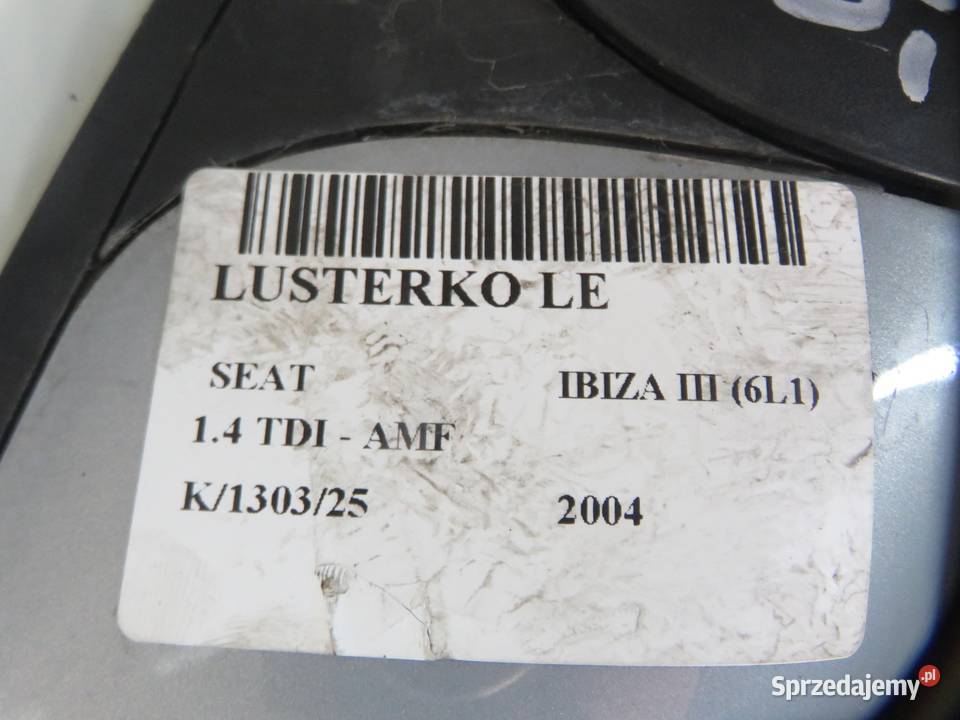 LUSTERKO LE
SEAT IBIZA III (6L1)
1.4 TDI - AMF
K/1303/25 2004
Sprzedajemy.pl